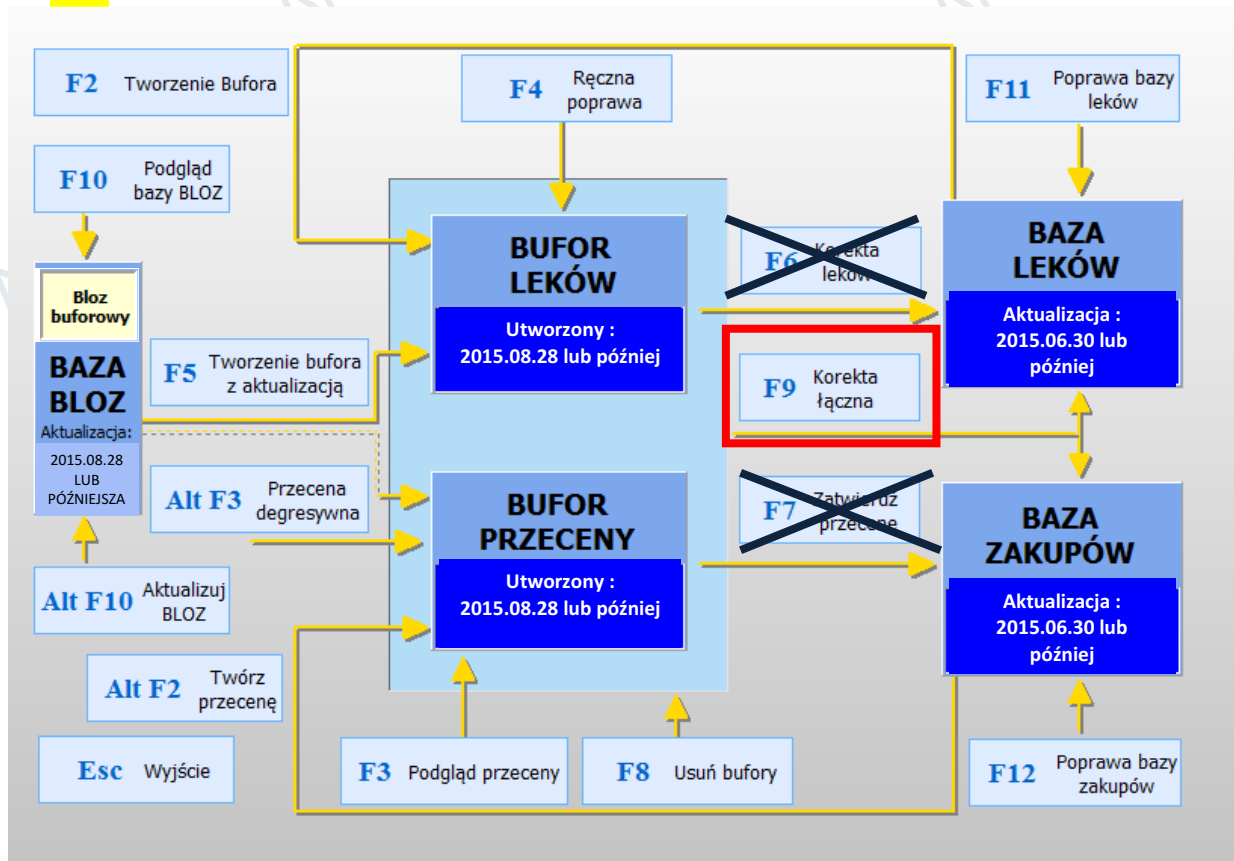 F2 Tworzenie Bufora
F4 Ręczna
poprawa
F11 Poprawa bazy
leków
F10 Podgląd
bazy BLOZ
BUFOR
LEKÓW
Utworzony :
2015.08.28 lub później
F6 Korekta
leków
BAZA
LEKÓW
Aktualizacja :
2015.06.30 lub
później
Bloz
buforowy
BAZA
BLOZ
Aktualizacja:
2015.08.28
LUB
PÓŹNIEJSZA
F5 Tworzenie bufora
z aktualizacją
F9 Korekta
łączna
Alt F3 Przecena
degresywna
BUFOR
PRZECENY
Utworzony :
2015.08.28 lub później
F7 Zatwierdź
przecenę
BAZA
ZAKUPÓW
Aktualizacja :
2015.06.30 lub
później
Alt F10 Aktualizuj
BLOZ
Alt F2 Twórz
przecenę
Esc Wyjście
F3 Podgląd przeceny
F8 Usuń bufory
F12 Poprawa bazy
zakupów